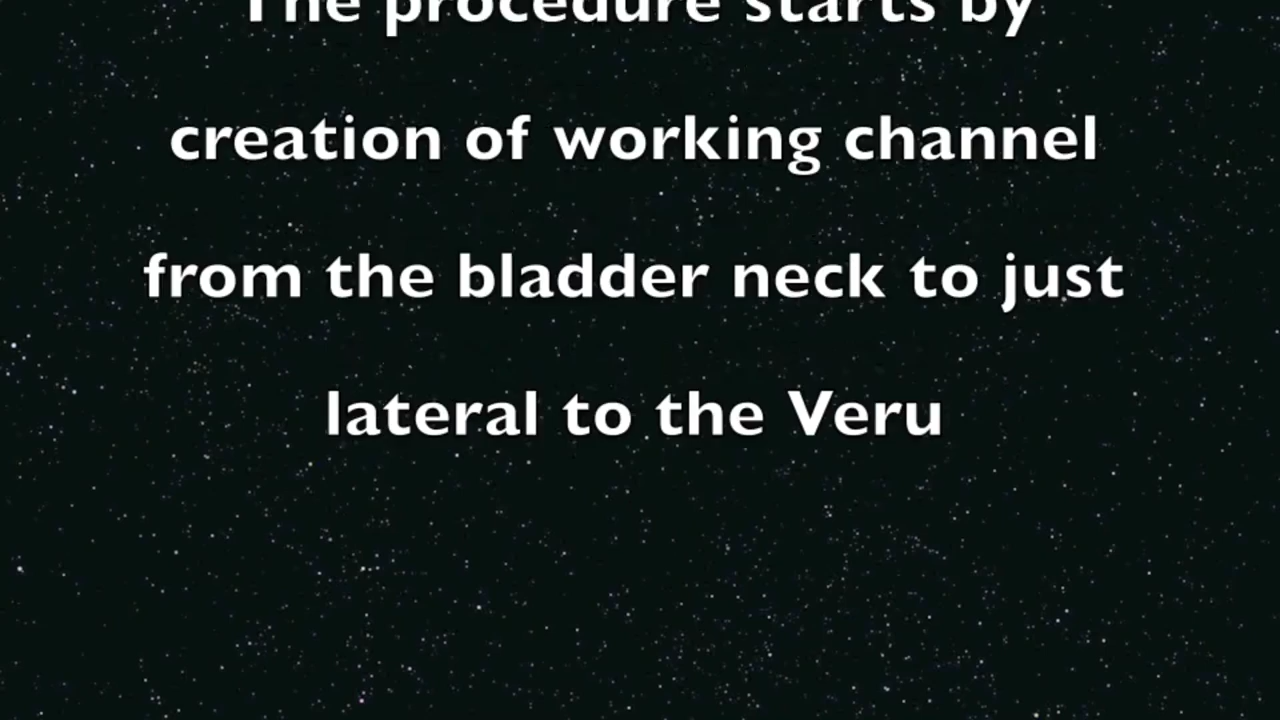 The procedure starts by
creation of working channel
from the bladder neck to just
lateral to the Veru